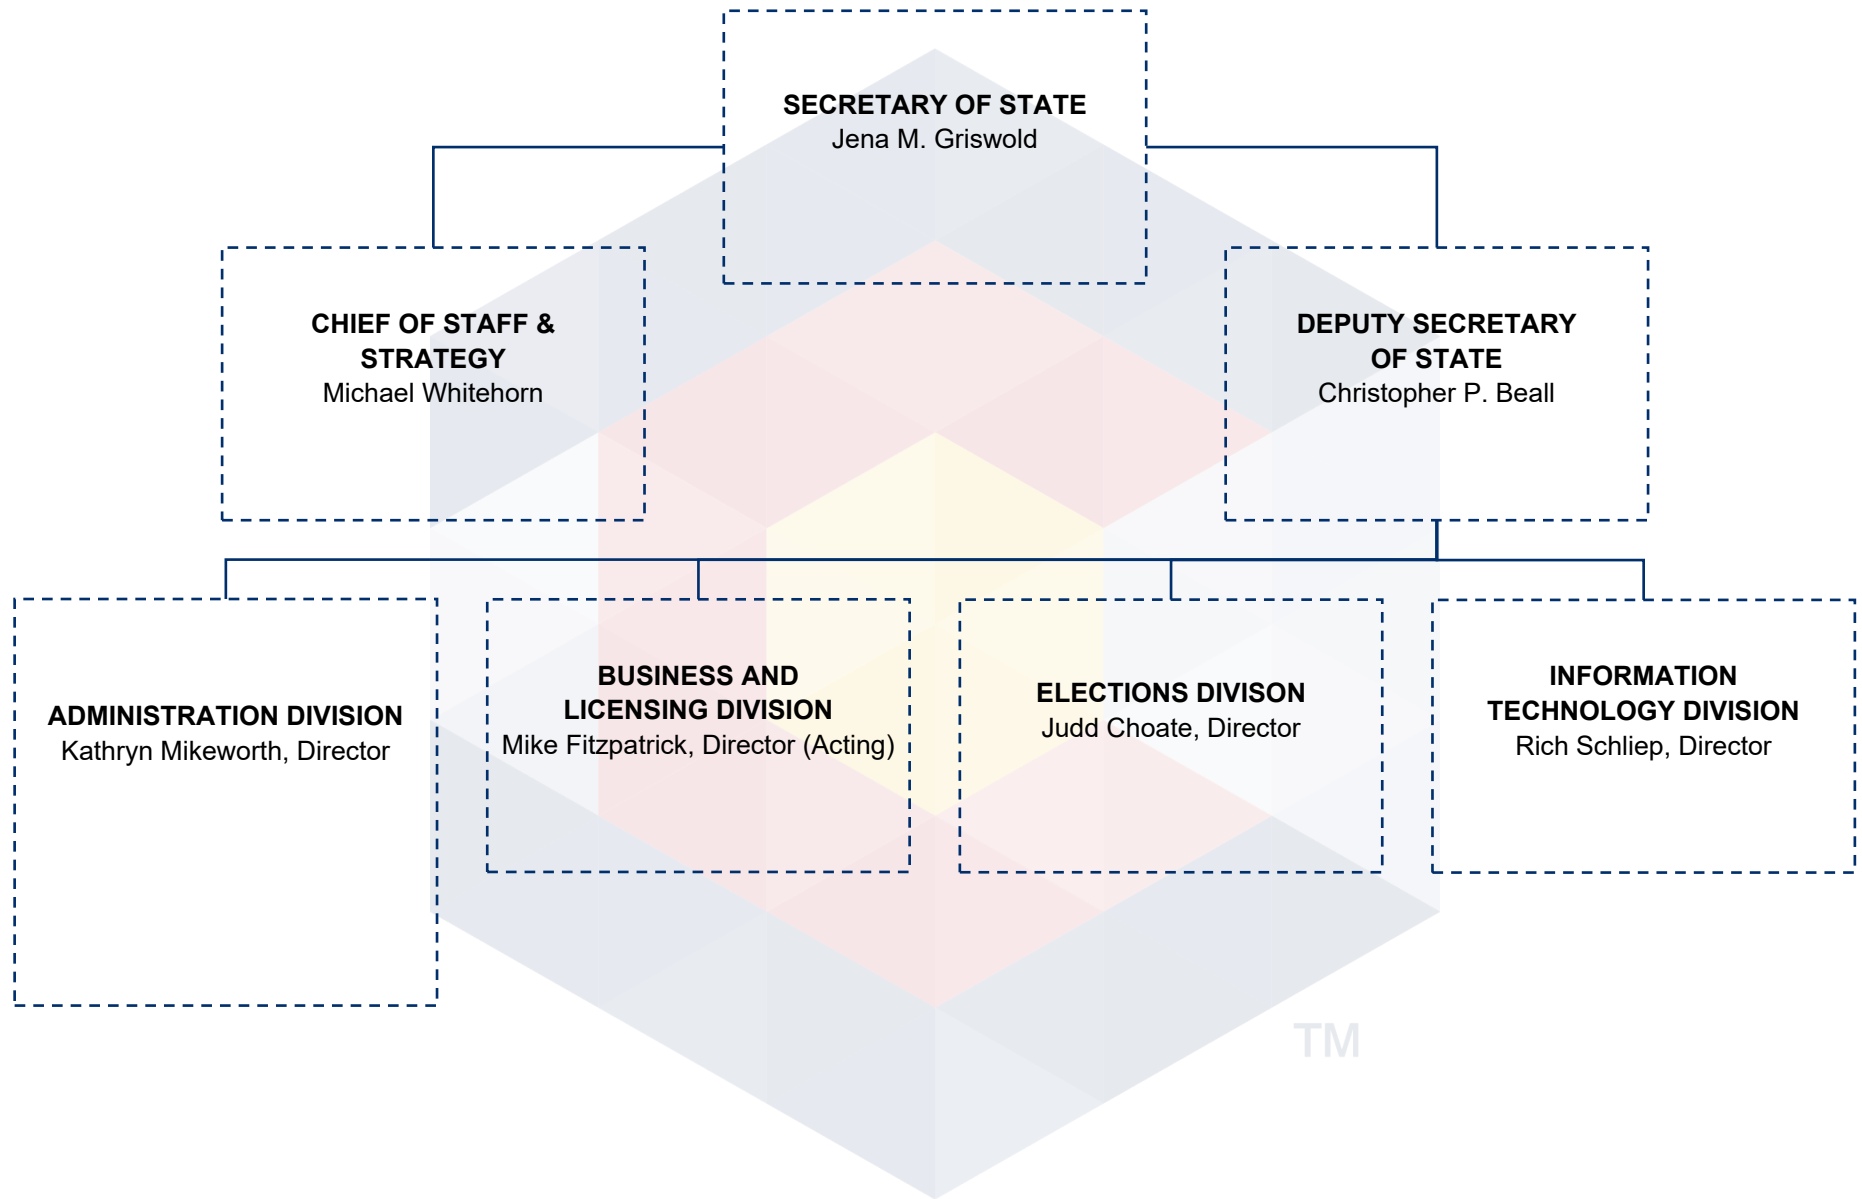 SECRETARY OF STATE
Jena M. Griswold
CHIEF OF STAFF &
STRATEGY
Michael Whitehorn
DEPUTY SECRETARY
OF STATE
Christopher P. Beall
ADMINISTRATION DIVISION
Kathryn Mikeworth, Director
BUSINESS AND
LICENSING DIVISION
Mike Fitzpatrick, Director (Acting)
ELECTIONS DIVISON
Judd Choate, Director
INFORMATION
TECHNOLOGY DIVISION
Rich Schliep, Director
TM